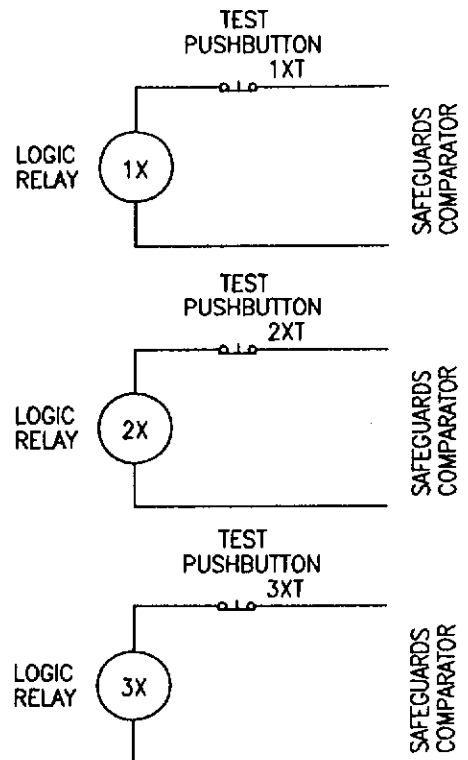 TEST
PUSHBUTTON
1XT
LOGIC
RELAY
1X
SAFEGUARDS
COMPARATOR
TEST
PUSHBUTTON
2XT
LOGIC
RELAY
2X
SAFEGUARDS
COMPARATOR
TEST
PUSHBUTTON
3XT
LOGIC
RELAY
3X
SAFEGUARDS
COMPARATOR